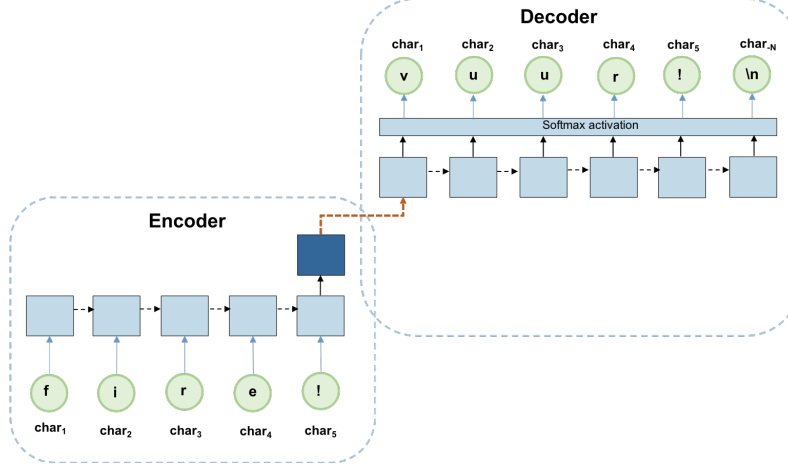 Decoder
char₁ char₂ char₃ char₄ char₅ char₋N
v u u r ! \n
Softmax activation
Encoder
f i r e !
char₁ char₂ char₃ char₄ char₅